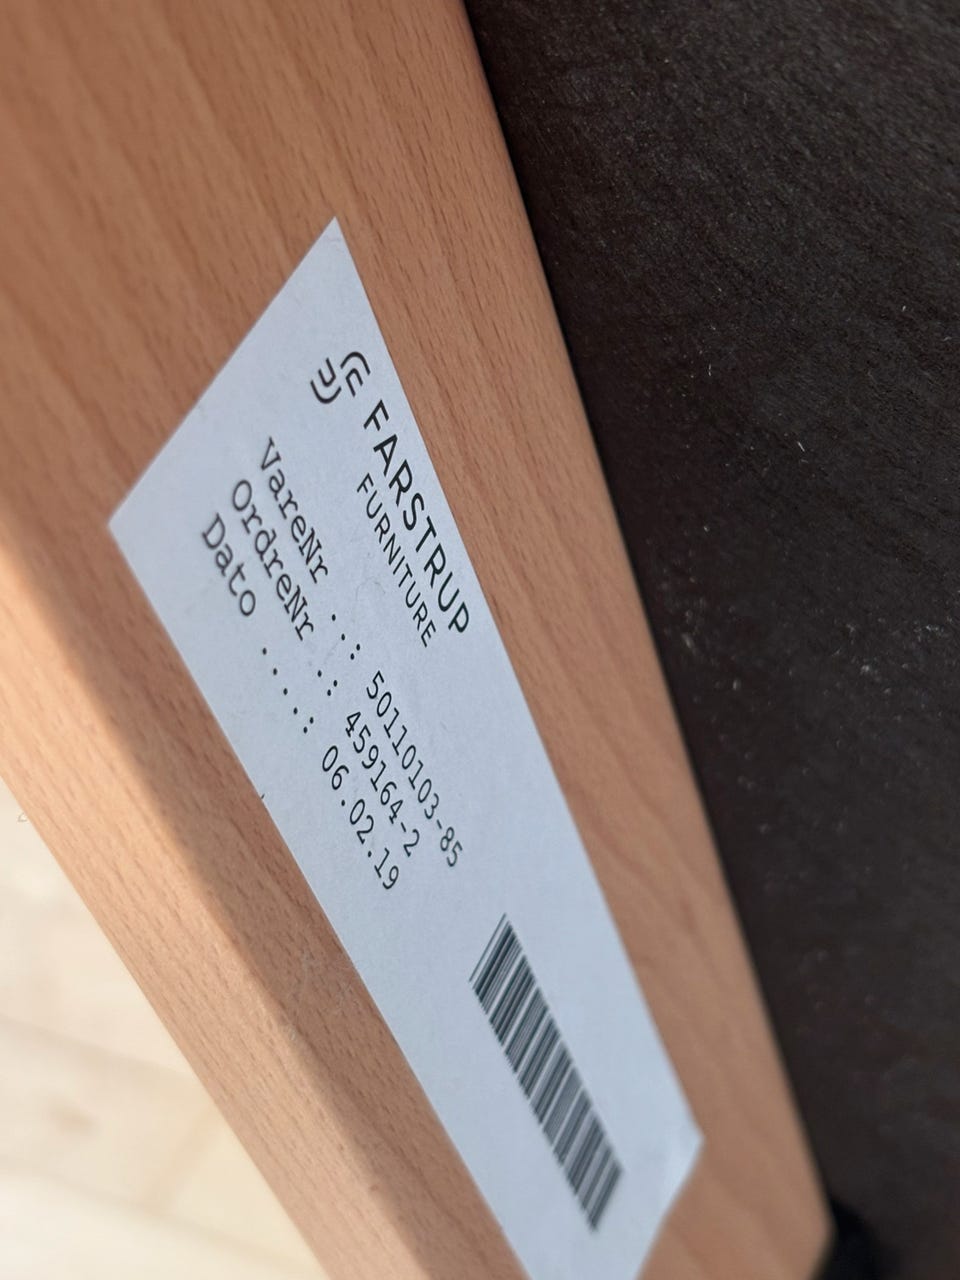 FARSTRUP
FURNITURE
VareNr ...: 50110103-85
OrdreNr ..: 459164-2
Dato .....: 06.02.19